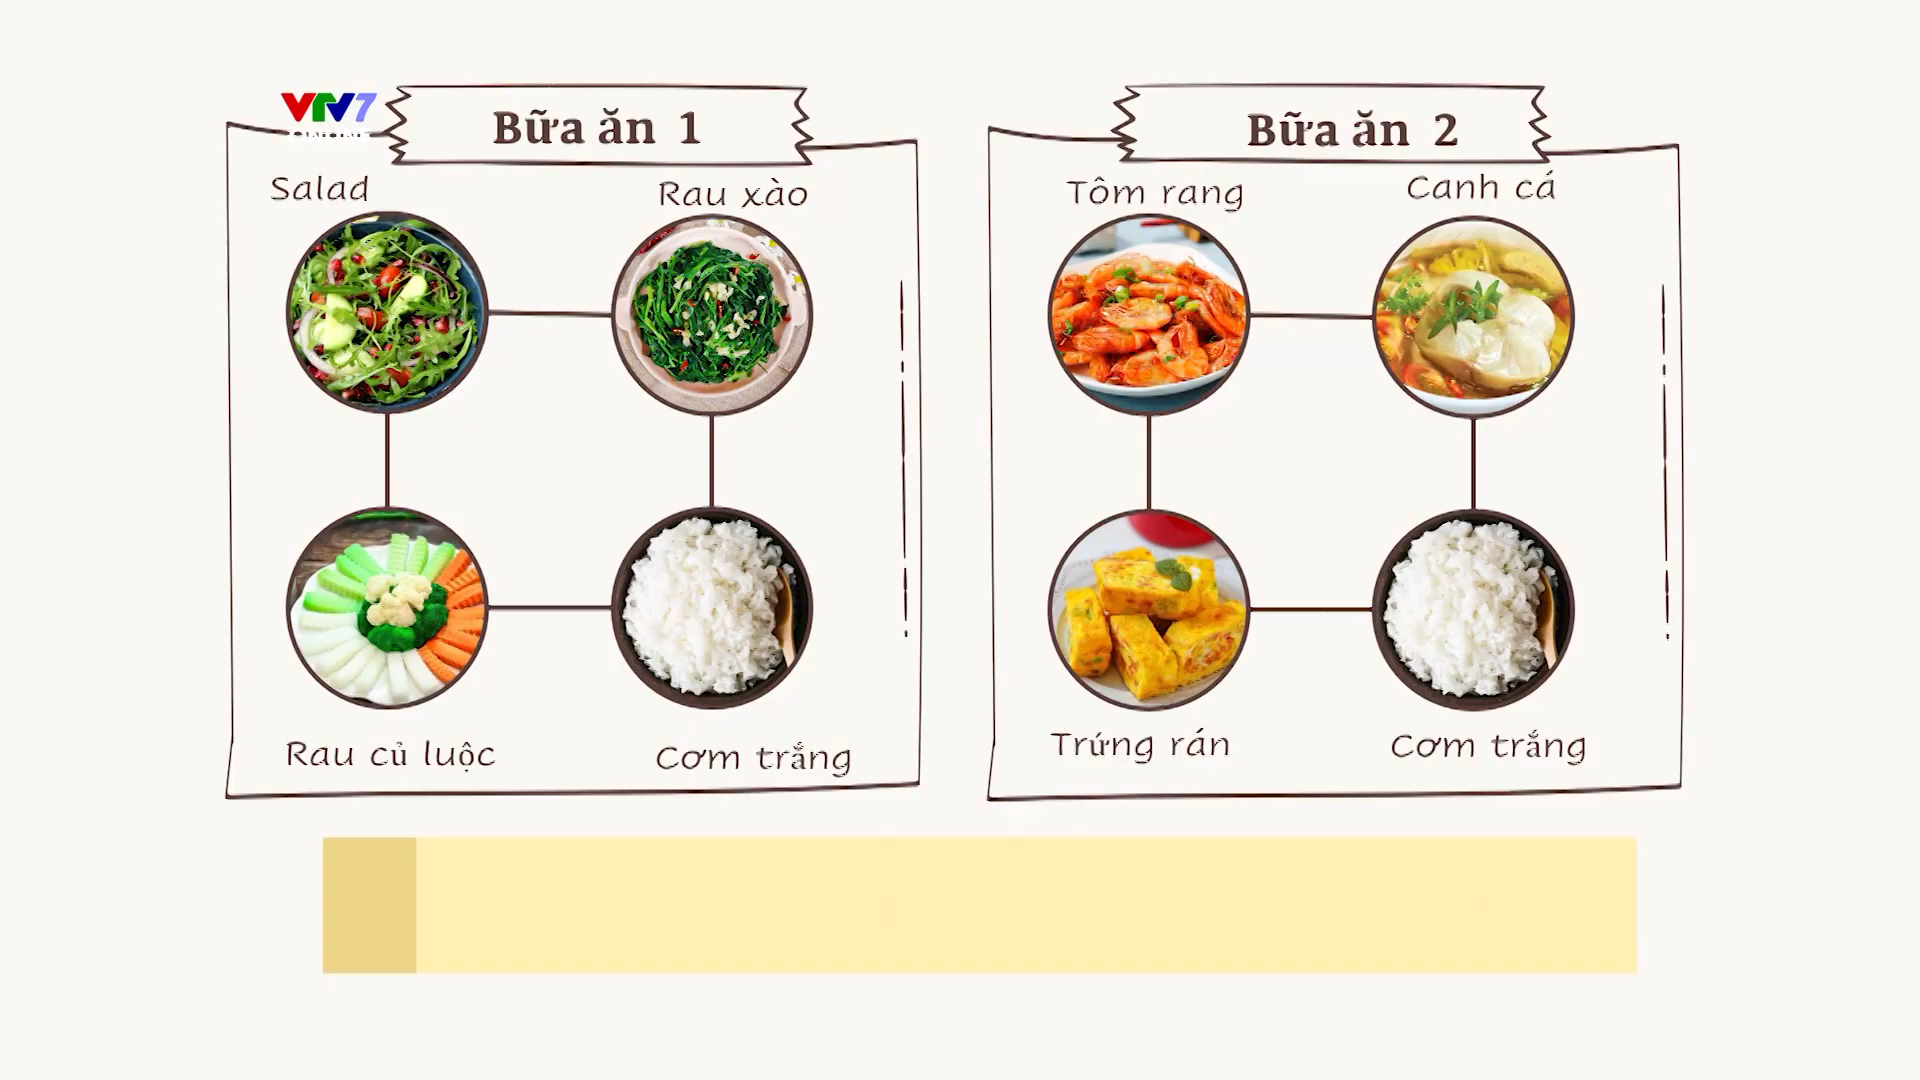 VTV7
ONLINE
Bữa ăn 1
Salad
Rau xào
Rau củ luộc
Cơm trắng
Bữa ăn 2
Tôm rang
Canh cá
Trứng rán
Cơm trắng